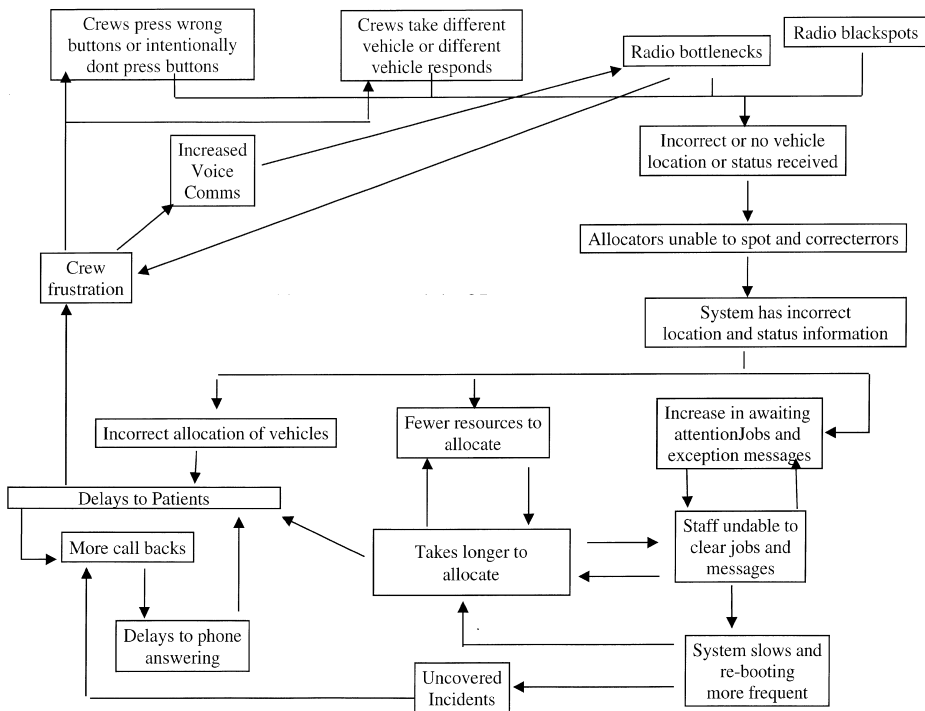 Crews press wrong
buttons or intentionally
dont press buttons
Crews take different
vehicle or different
vehicle responds
Radio bottlenecks
Radio blackspots
Increased
Voice
Comms
Incorrect or no vehicle
location or status received
Allocators unable to spot and correcterrors
Crew
frustration
System has incorrect
location and status information
Incorrect allocation of vehicles
Fewer resources to
allocate
Increase in awaiting
attentionJobs and
exception messages
Delays to Patients
More call backs
Takes longer to
allocate
Staff undable to
clear jobs and
messages
Delays to phone
answering
System slows and
re-booting
more frequent
Uncovered
Incidents